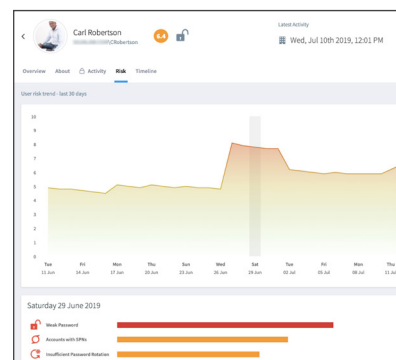 Carl Robertson
\CRobertson
6.4
Latest Activity
Wed, Jul 10th 2019, 12:01 PM
Overview About Activity Risk Timeline
User risk trend - last 30 days
10
9
8
7
6
5
4
3
2
1
0
Tue Fri Mon Thu Sun Wed Sat Tue Fri Mon Thu
11 Jun 14 Jun 17 Jun 20 Jun 23 Jun 26 Jun 29 Jun 02 Jul 05 Jul 08 Jul 11 Ju
Saturday 29 June 2019
Weak Password
Accounts with SPNs
Insufficient Password Rotation